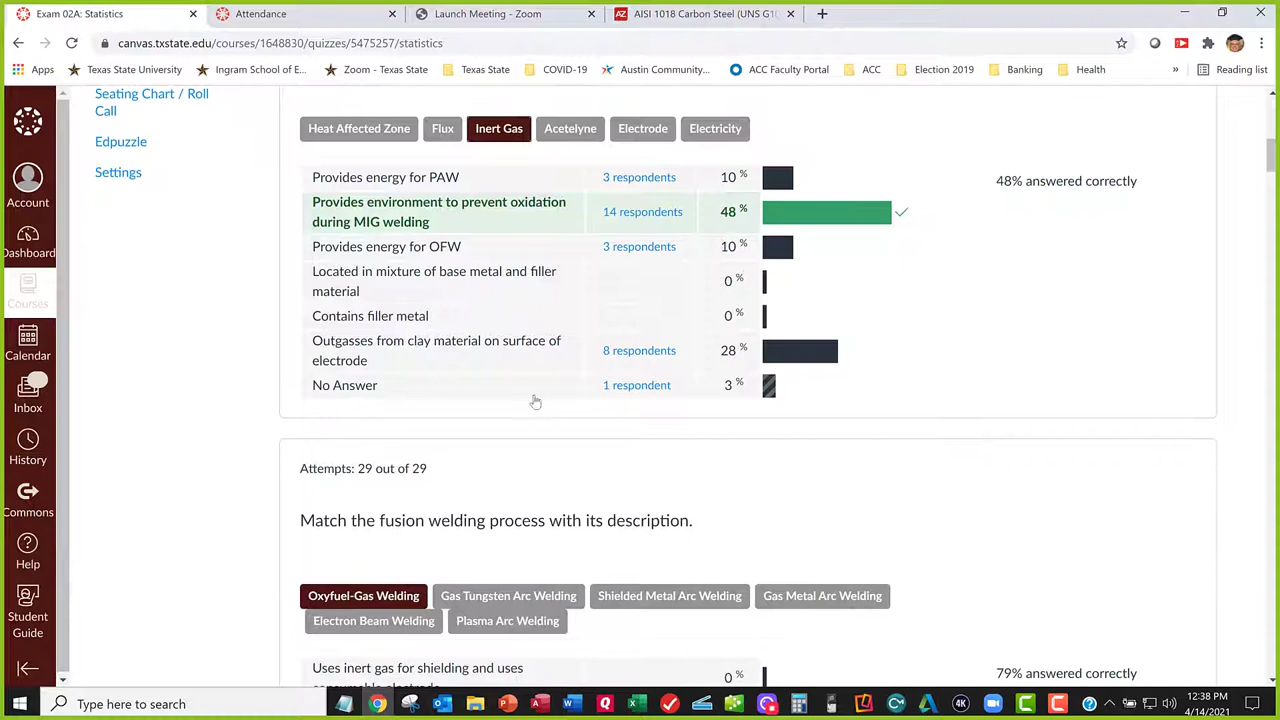 Exam 02A: Statistics
Attendance
Launch Meeting - Zoom
AISI 1018 Carbon Steel (UNS G10
canvas.txstate.edu/courses/1648830/quizzes/5475257/statistics
Apps
Texas State University
Ingram School of E...
Zoom - Texas State
Texas State
COVID-19
Austin Community...
ACC Faculty Portal
ACC
Election 2019
Banking
Health
»
Reading list
Account
Dashboard
Courses
Calendar
Inbox
History
Commons
Help
Student
Guide
Seating Chart / Roll
Call
Edpuzzle
Settings
Heat Affected Zone
Flux
Inert Gas
Acetelyne
Electrode
Electricity
Provides energy for PAW 3 respondents 10 %
48% answered correctly
Provides environment to prevent oxidation
during MIG welding
14 respondents 48 %
Provides energy for OFW 3 respondents 10 %
Located in mixture of base metal and filler
material
0 %
Contains filler metal 0 %
Outgasses from clay material on surface of
electrode
8 respondents 28 %
No Answer 1 respondent 3 %
Attempts: 29 out of 29
Match the fusion welding process with its description.
Oxyfuel-Gas Welding
Gas Tungsten Arc Welding
Shielded Metal Arc Welding
Gas Metal Arc Welding
Electron Beam Welding
Plasma Arc Welding
Uses inert gas for shielding and uses
0 %
79% answered correctly
Type here to search
12:38 PM
4/14/2021